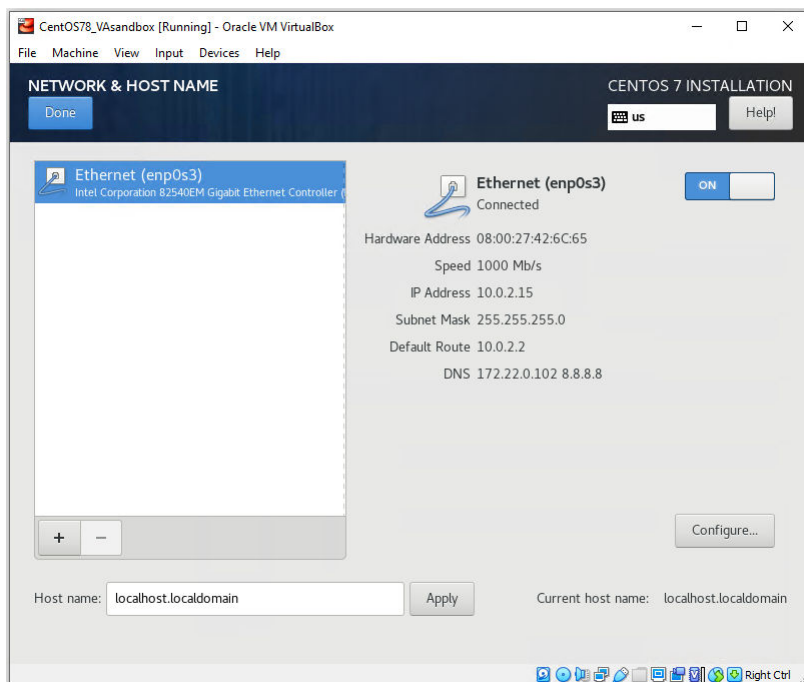 CentOS78_VAsandbox [Running] - Oracle VM VirtualBox
File Machine View Input Devices Help
NETWORK & HOST NAME
CENTOS 7 INSTALLATION
Done
us
Help!
Ethernet (enp0s3)
Intel Corporation 82540EM Gigabit Ethernet Controller (
Ethernet (enp0s3)
Connected
ON
Hardware Address 08:00:27:42:6C:65
Speed 1000 Mb/s
IP Address 10.0.2.15
Subnet Mask 255.255.255.0
Default Route 10.0.2.2
DNS 172.22.0.102 8.8.8.8
+ −
Configure...
Host name: localhost.localdomain Apply Current host name: localhost.localdomain
Right Ctrl